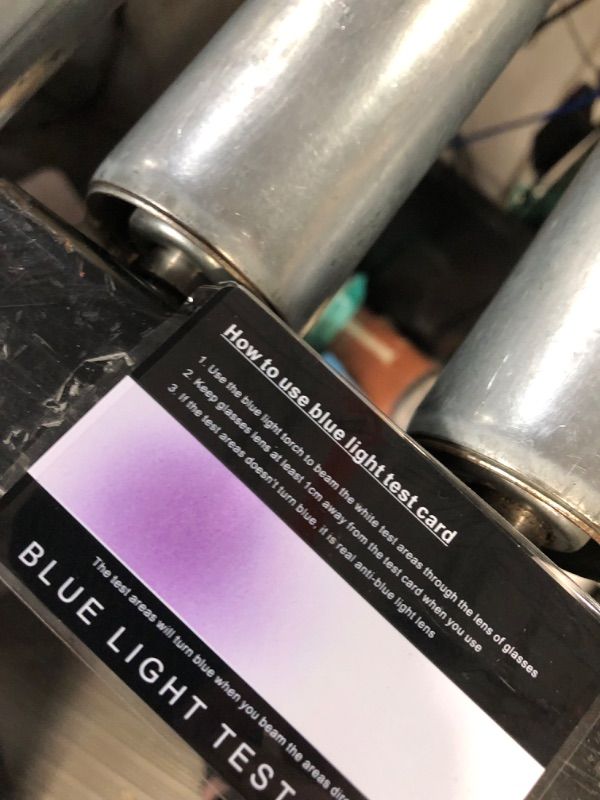 How to use blue light test card
1. Use the blue light torch to beam the white test areas through the lens of glasses
2. Keep glasses lens at least 1cm away from the test card when you use
3. If the test areas doesn't turn blue, it is real anti-blue light lens
The test areas will turn blue when you beam the areas
BLUE LIGHT TEST